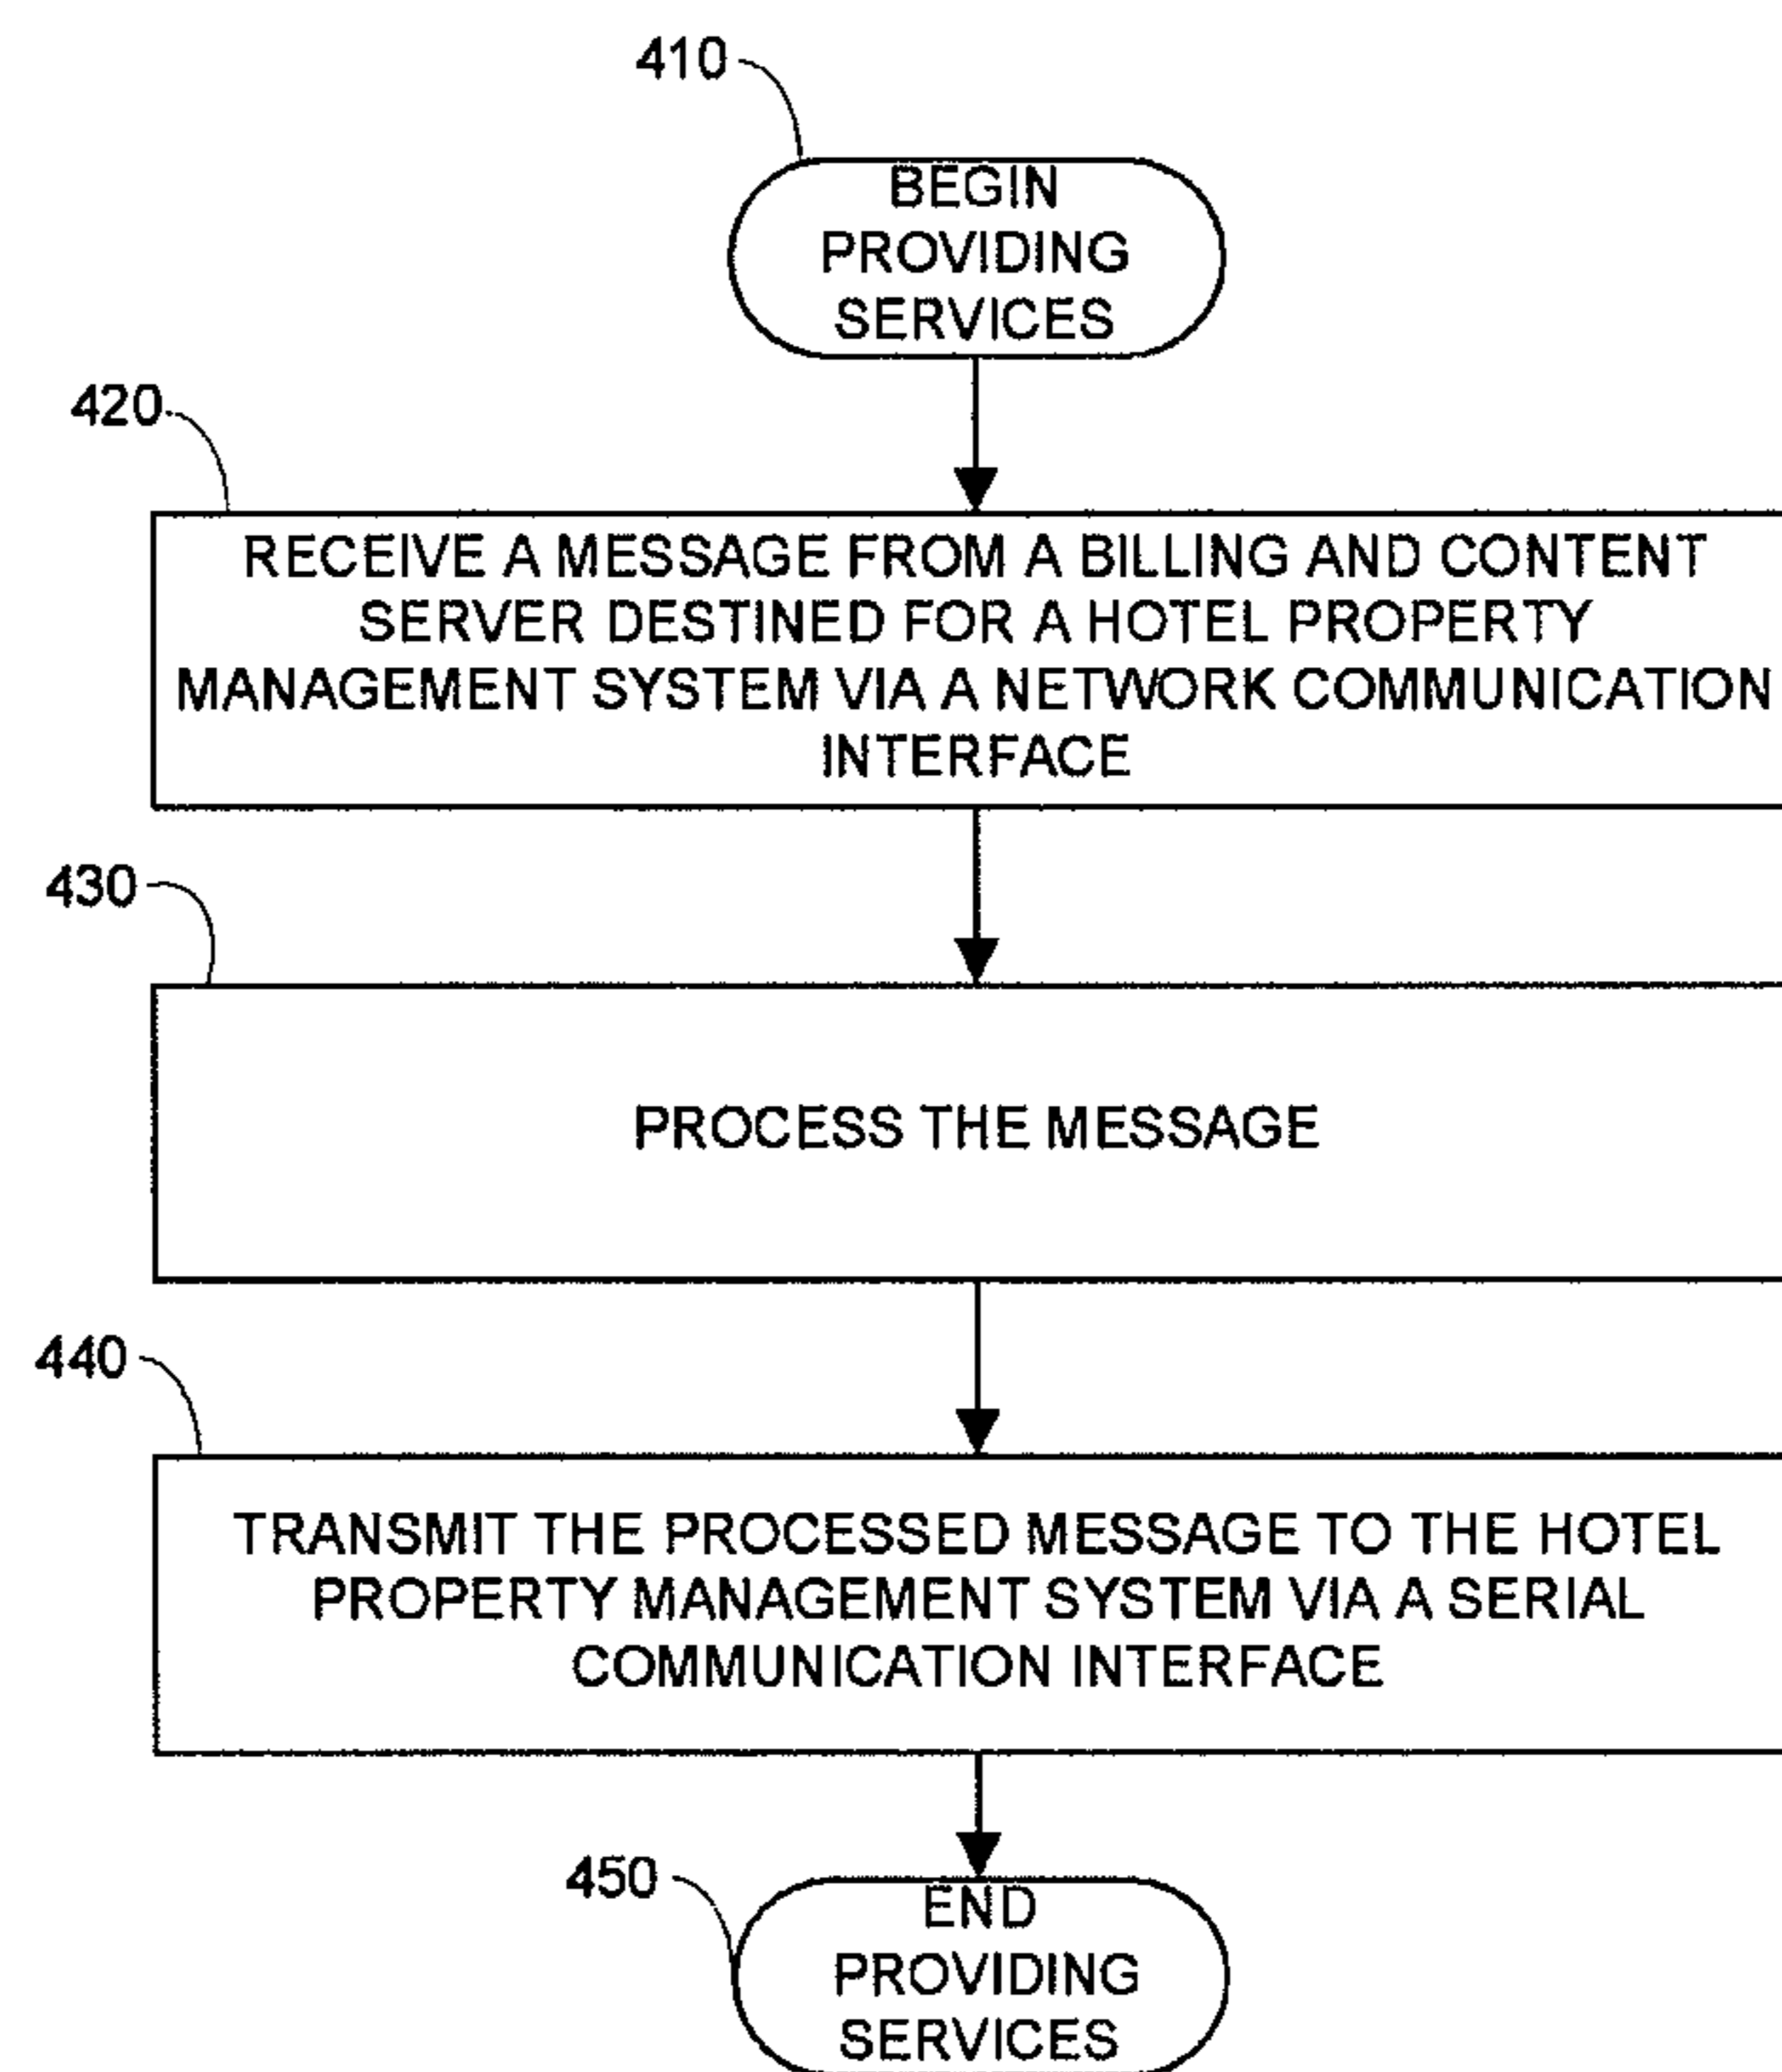 410
BEGIN
PROVIDING
SERVICES
420
RECEIVE A MESSAGE FROM A BILLING AND CONTENT
SERVER DESTINED FOR A HOTEL PROPERTY
MANAGEMENT SYSTEM VIA A NETWORK COMMUNICATION
INTERFACE
430
PROCESS THE MESSAGE
440
TRANSMIT THE PROCESSED MESSAGE TO THE HOTEL
PROPERTY MANAGEMENT SYSTEM VIA A SERIAL
COMMUNICATION INTERFACE
450
END
PROVIDING
SERVICES